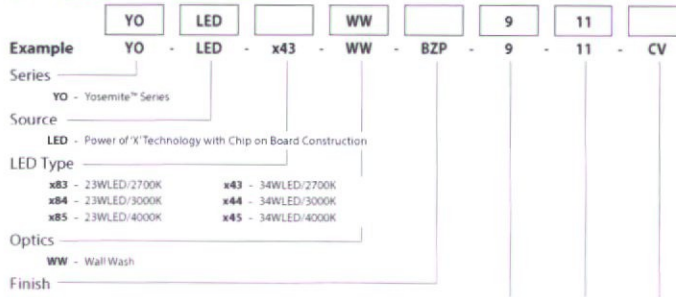 YO LED WW 9 11
Example YO - LED - x43 - WW - BZP - 9 - 11 - CV
Series
YO - Yosemite™ Series
Source
LED - Power of 'X' Technology with Chip on Board Construction
LED Type
x83 - 23WLED/2700K x43 - 34WLED/2700K
x84 - 23WLED/3000K x44 - 34WLED/3000K
x85 - 23WLED/4000K x45 - 34WLED/4000K
Optics
WW - Wall Wash
Finish